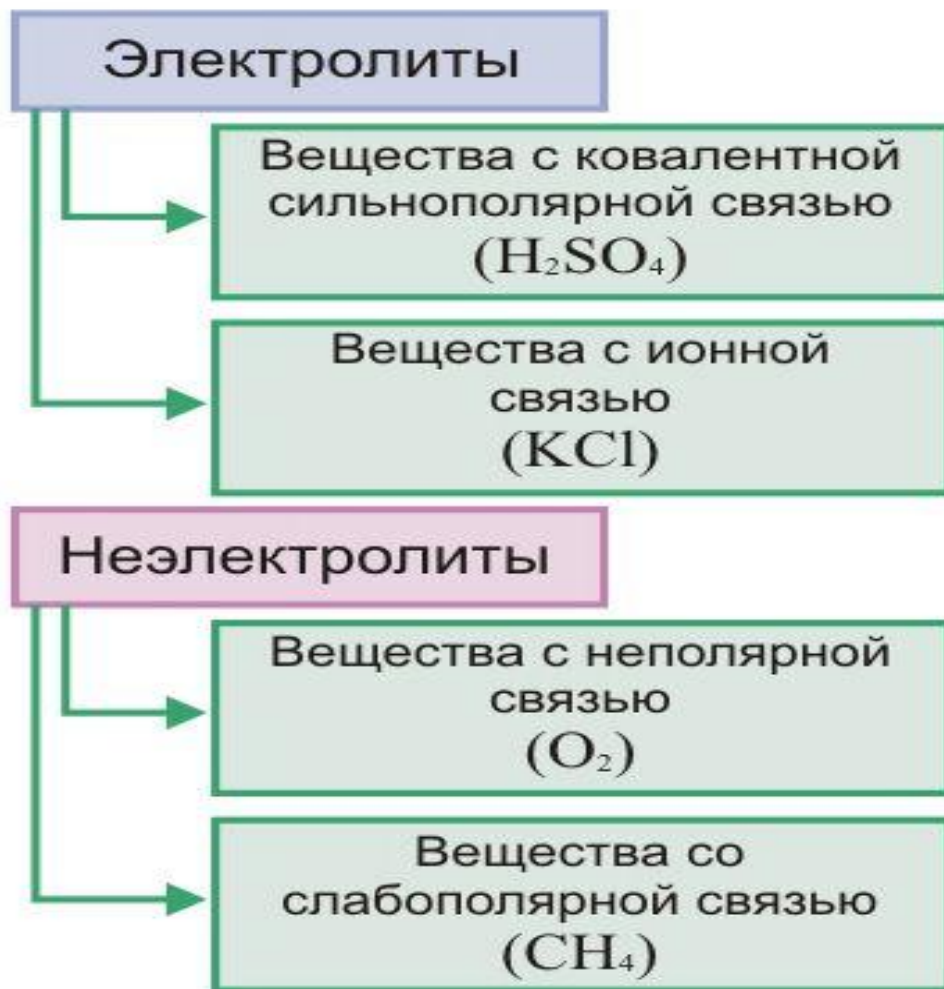 Электролиты
Вещества с ковалентной
сильнополярной связью
(H₂SO₄)
Вещества с ионной
связью
(KCl)
Неэлектролиты
Вещества с неполярной
связью
(O₂)
Вещества со
слабополярной связью
(CH₄)